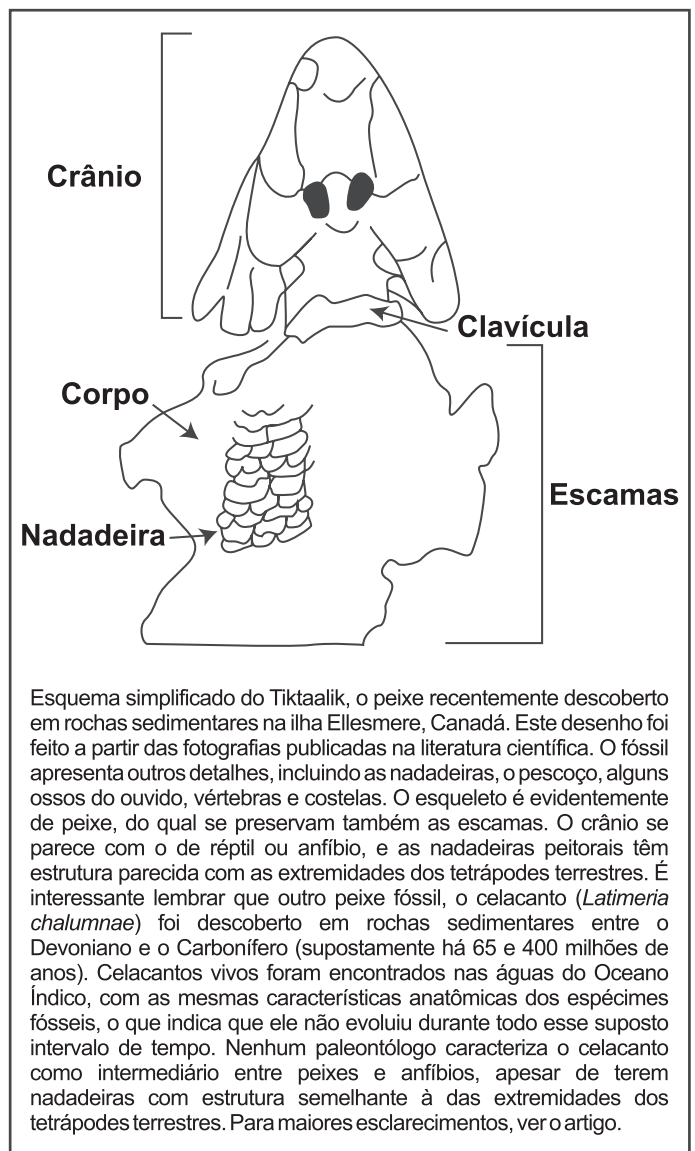 Crânio
Clavícula
Corpo
Escamas
Nadadeira
Esquema simplificado do Tiktaalik, o peixe recentemente descoberto
em rochas sedimentares na ilha Ellesmere, Canadá. Este desenho foi
feito a partir das fotografias publicadas na literatura científica. O fóssil
apresenta outros detalhes, incluindo as nadadeiras, o pescoço, alguns
ossos do ouvido, vértebras e costelas. O esqueleto é evidentemente
de peixe, do qual se preservam também as escamas. O crânio se
parece com o de réptil ou anfíbio, e as nadadeiras peitorais têm
estrutura parecida com as extremidades dos tetrápodes terrestres. É
interessante lembrar que outro peixe fóssil, o celacanto (Latimeria
chalumnae) foi descoberto em rochas sedimentares entre o
Devoniano e o Carbonífero (supostamente há 65 e 400 milhões de
anos). Celacantos vivos foram encontrados nas águas do Oceano
Índico, com as mesmas características anatômicas dos espécimes
fósseis, o que indica que ele não evoluiu durante todo esse suposto
intervalo de tempo. Nenhum paleontólogo caracteriza o celacanto
como intermediário entre peixes e anfíbios, apesar de terem
nadadeiras com estrutura semelhante à das extremidades dos
tetrápodes terrestres. Para maiores esclarecimentos, ver o artigo.